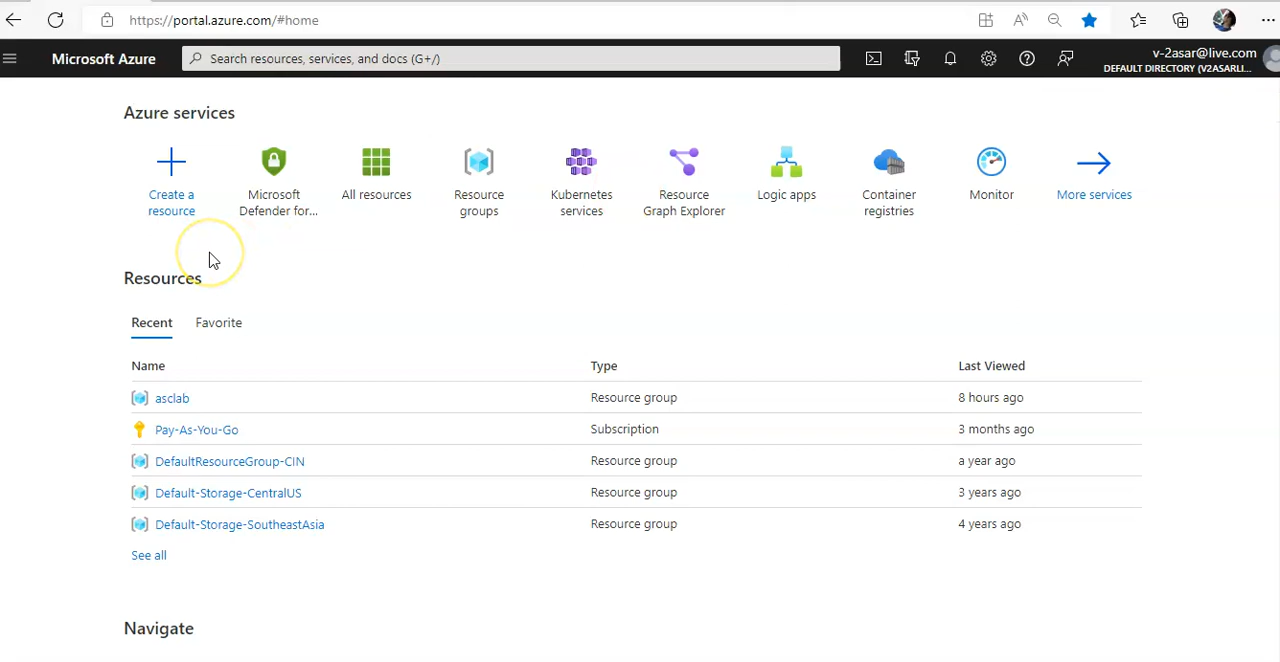 https://portal.azure.com/#home
Microsoft Azure
Search resources, services, and docs (G+/)
v-2asar@live.com
DEFAULT DIRECTORY (V2ASARLI...
Azure services
Create a resource
Microsoft Defender for...
All resources
Resource groups
Kubernetes services
Resource Graph Explorer
Logic apps
Container registries
Monitor
More services
Resources
Recent Favorite
Name Type Last Viewed
asclab Resource group 8 hours ago
Pay-As-You-Go Subscription 3 months ago
DefaultResourceGroup-CIN Resource group a year ago
Default-Storage-CentralUS Resource group 3 years ago
Default-Storage-SoutheastAsia Resource group 4 years ago
See all
Navigate